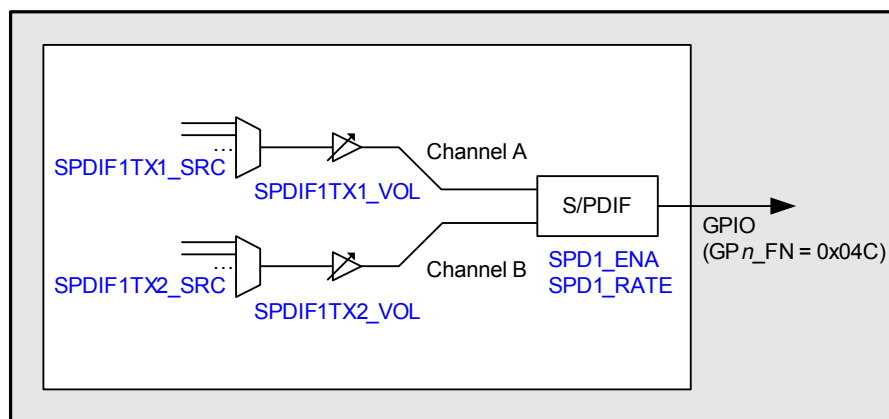 ...
SPDIF1TX1_SRC
SPDIF1TX1_VOL
Channel A
...
SPDIF1TX2_SRC
SPDIF1TX2_VOL
Channel B
S/PDIF
SPD1_ENA
SPD1_RATE
GPIO
(GPn_FN = 0x04C)